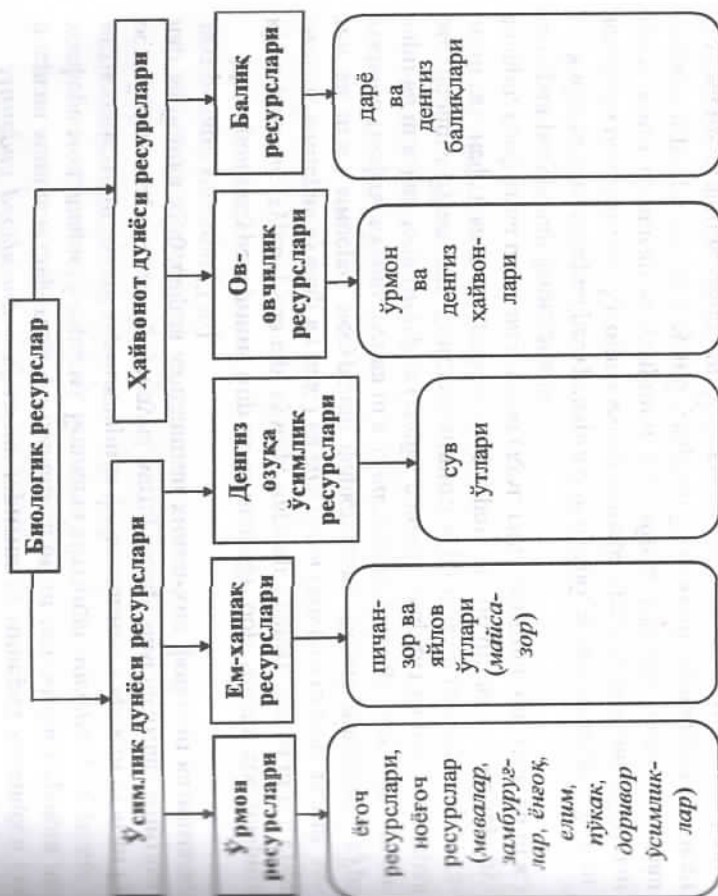 Биологик ресурслар
Ўсимлик дунёси ресурслари
Ҳайвонот дунёси ресурслари
Ўрмон
ресурслари
Ем-хашак
ресурслари
Денгиз
озуқа
ўсимлик
ресурслари
Ов-
овчилик
ресурслари
Балиқ
ресурслари
ёғоч
ресурслари,
ноёғоч
ресурслар
(мевалар,
замбуруғ-
лар, ёнғоқ,
елим,
пўкак,
доривор
ўсимлик-
лар)
пичан-
зор ва
яйлов
ўтлари
(майса-
зор)
сув
ўтлари
ўрмон
ва
денгиз
ҳайвон-
лари
дарё
ва
денгиз
балиқлари